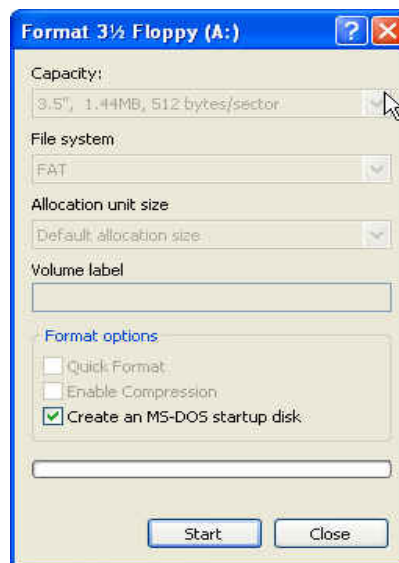 Format 3½ Floppy (A:)
Capacity:
3.5", 1.44MB, 512 bytes/sector
File system
FAT
Allocation unit size
Default allocation size
Volume label
Format options
Quick Format
Enable Compression
Create an MS-DOS startup disk
Start Close